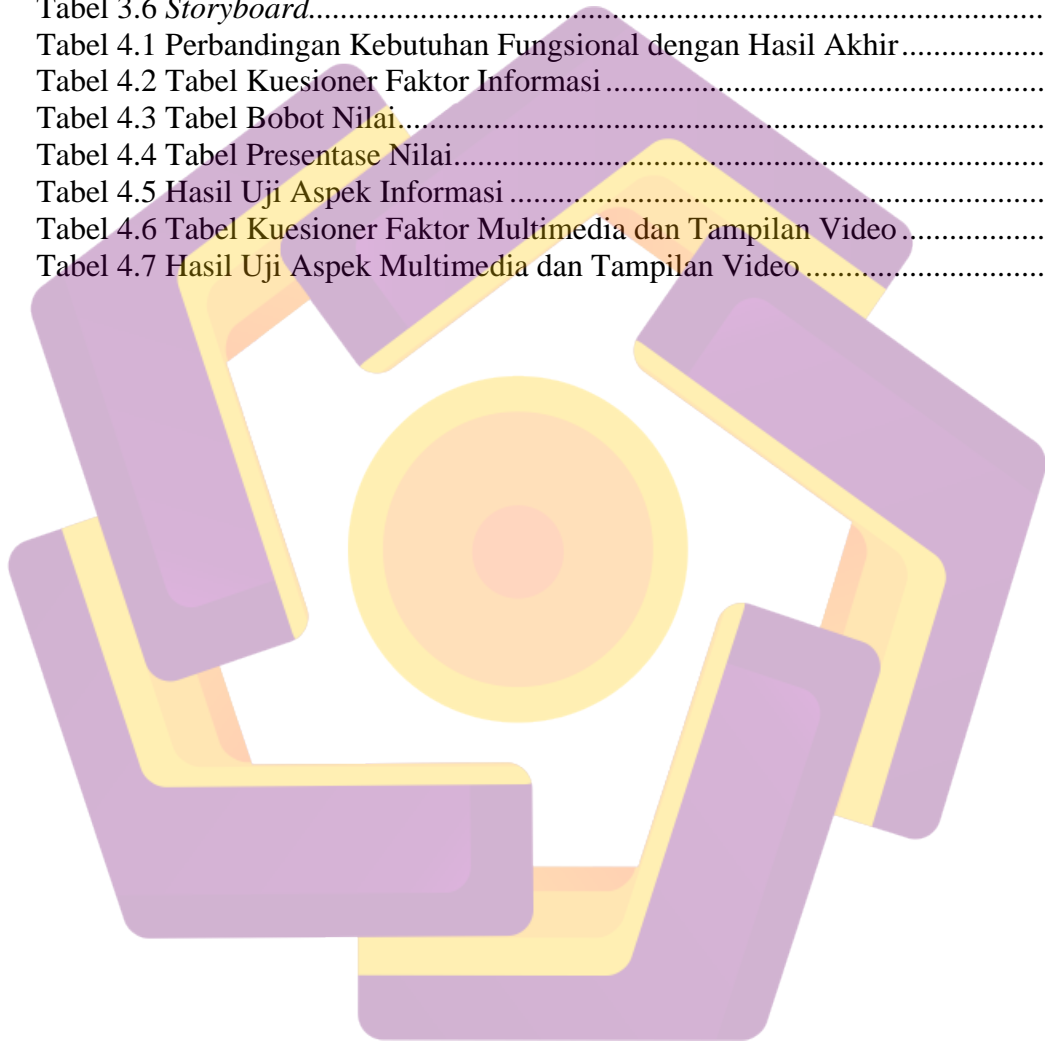 Tabel 3.6 Storyboard............................................................................................
Tabel 4.1 Perbandingan Kebutuhan Fungsional dengan Hasil Akhir..................
Tabel 4.2 Tabel Kuesioner Faktor Informasi.......................................................
Tabel 4.3 Tabel Bobot Nilai.................................................................................
Tabel 4.4 Tabel Presentase Nilai..........................................................................
Tabel 4.5 Hasil Uji Aspek Informasi...................................................................
Tabel 4.6 Tabel Kuesioner Faktor Multimedia dan Tampilan Video..................
Tabel 4.7 Hasil Uji Aspek Multimedia dan Tampilan Video..............................